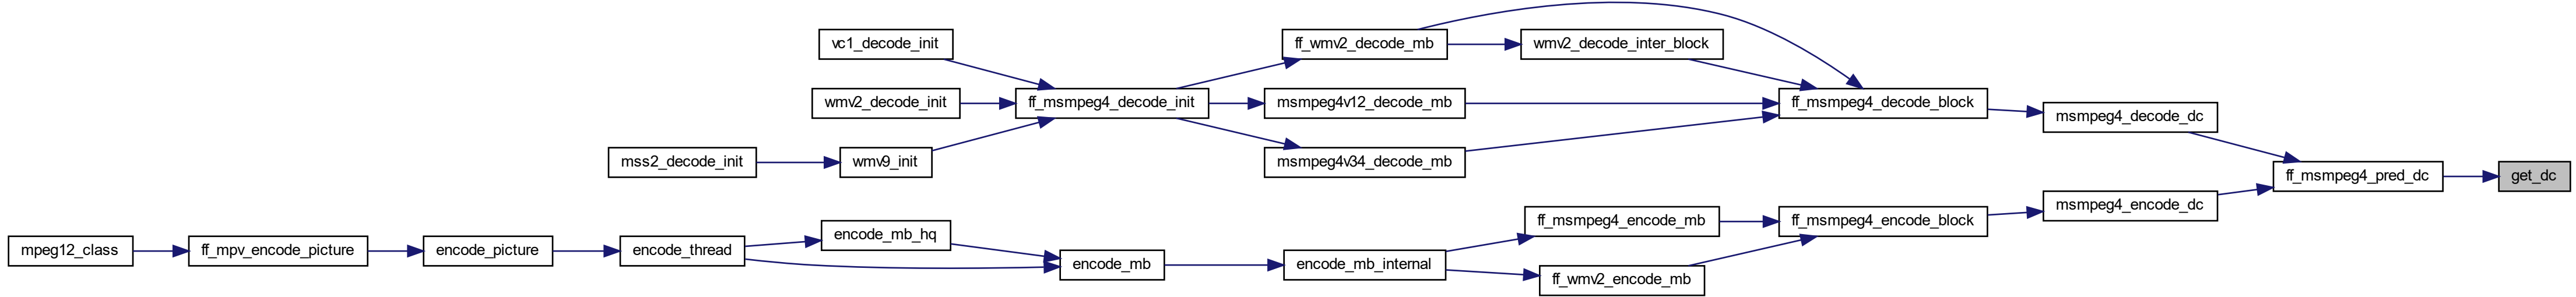 vc1_decode_init
ff_wmv2_decode_mb
wmv2_decode_inter_block
wmv2_decode_init
ff_msmpeg4_decode_init
msmpeg4v12_decode_mb
ff_msmpeg4_decode_block
msmpeg4_decode_dc
mss2_decode_init
wmv9_init
msmpeg4v34_decode_mb
ff_msmpeg4_pred_dc
get_dc
msmpeg4_encode_dc
ff_msmpeg4_encode_mb
ff_msmpeg4_encode_block
encode_mb_hq
mpeg12_class
ff_mpv_encode_picture
encode_picture
encode_thread
encode_mb
encode_mb_internal
ff_wmv2_encode_mb